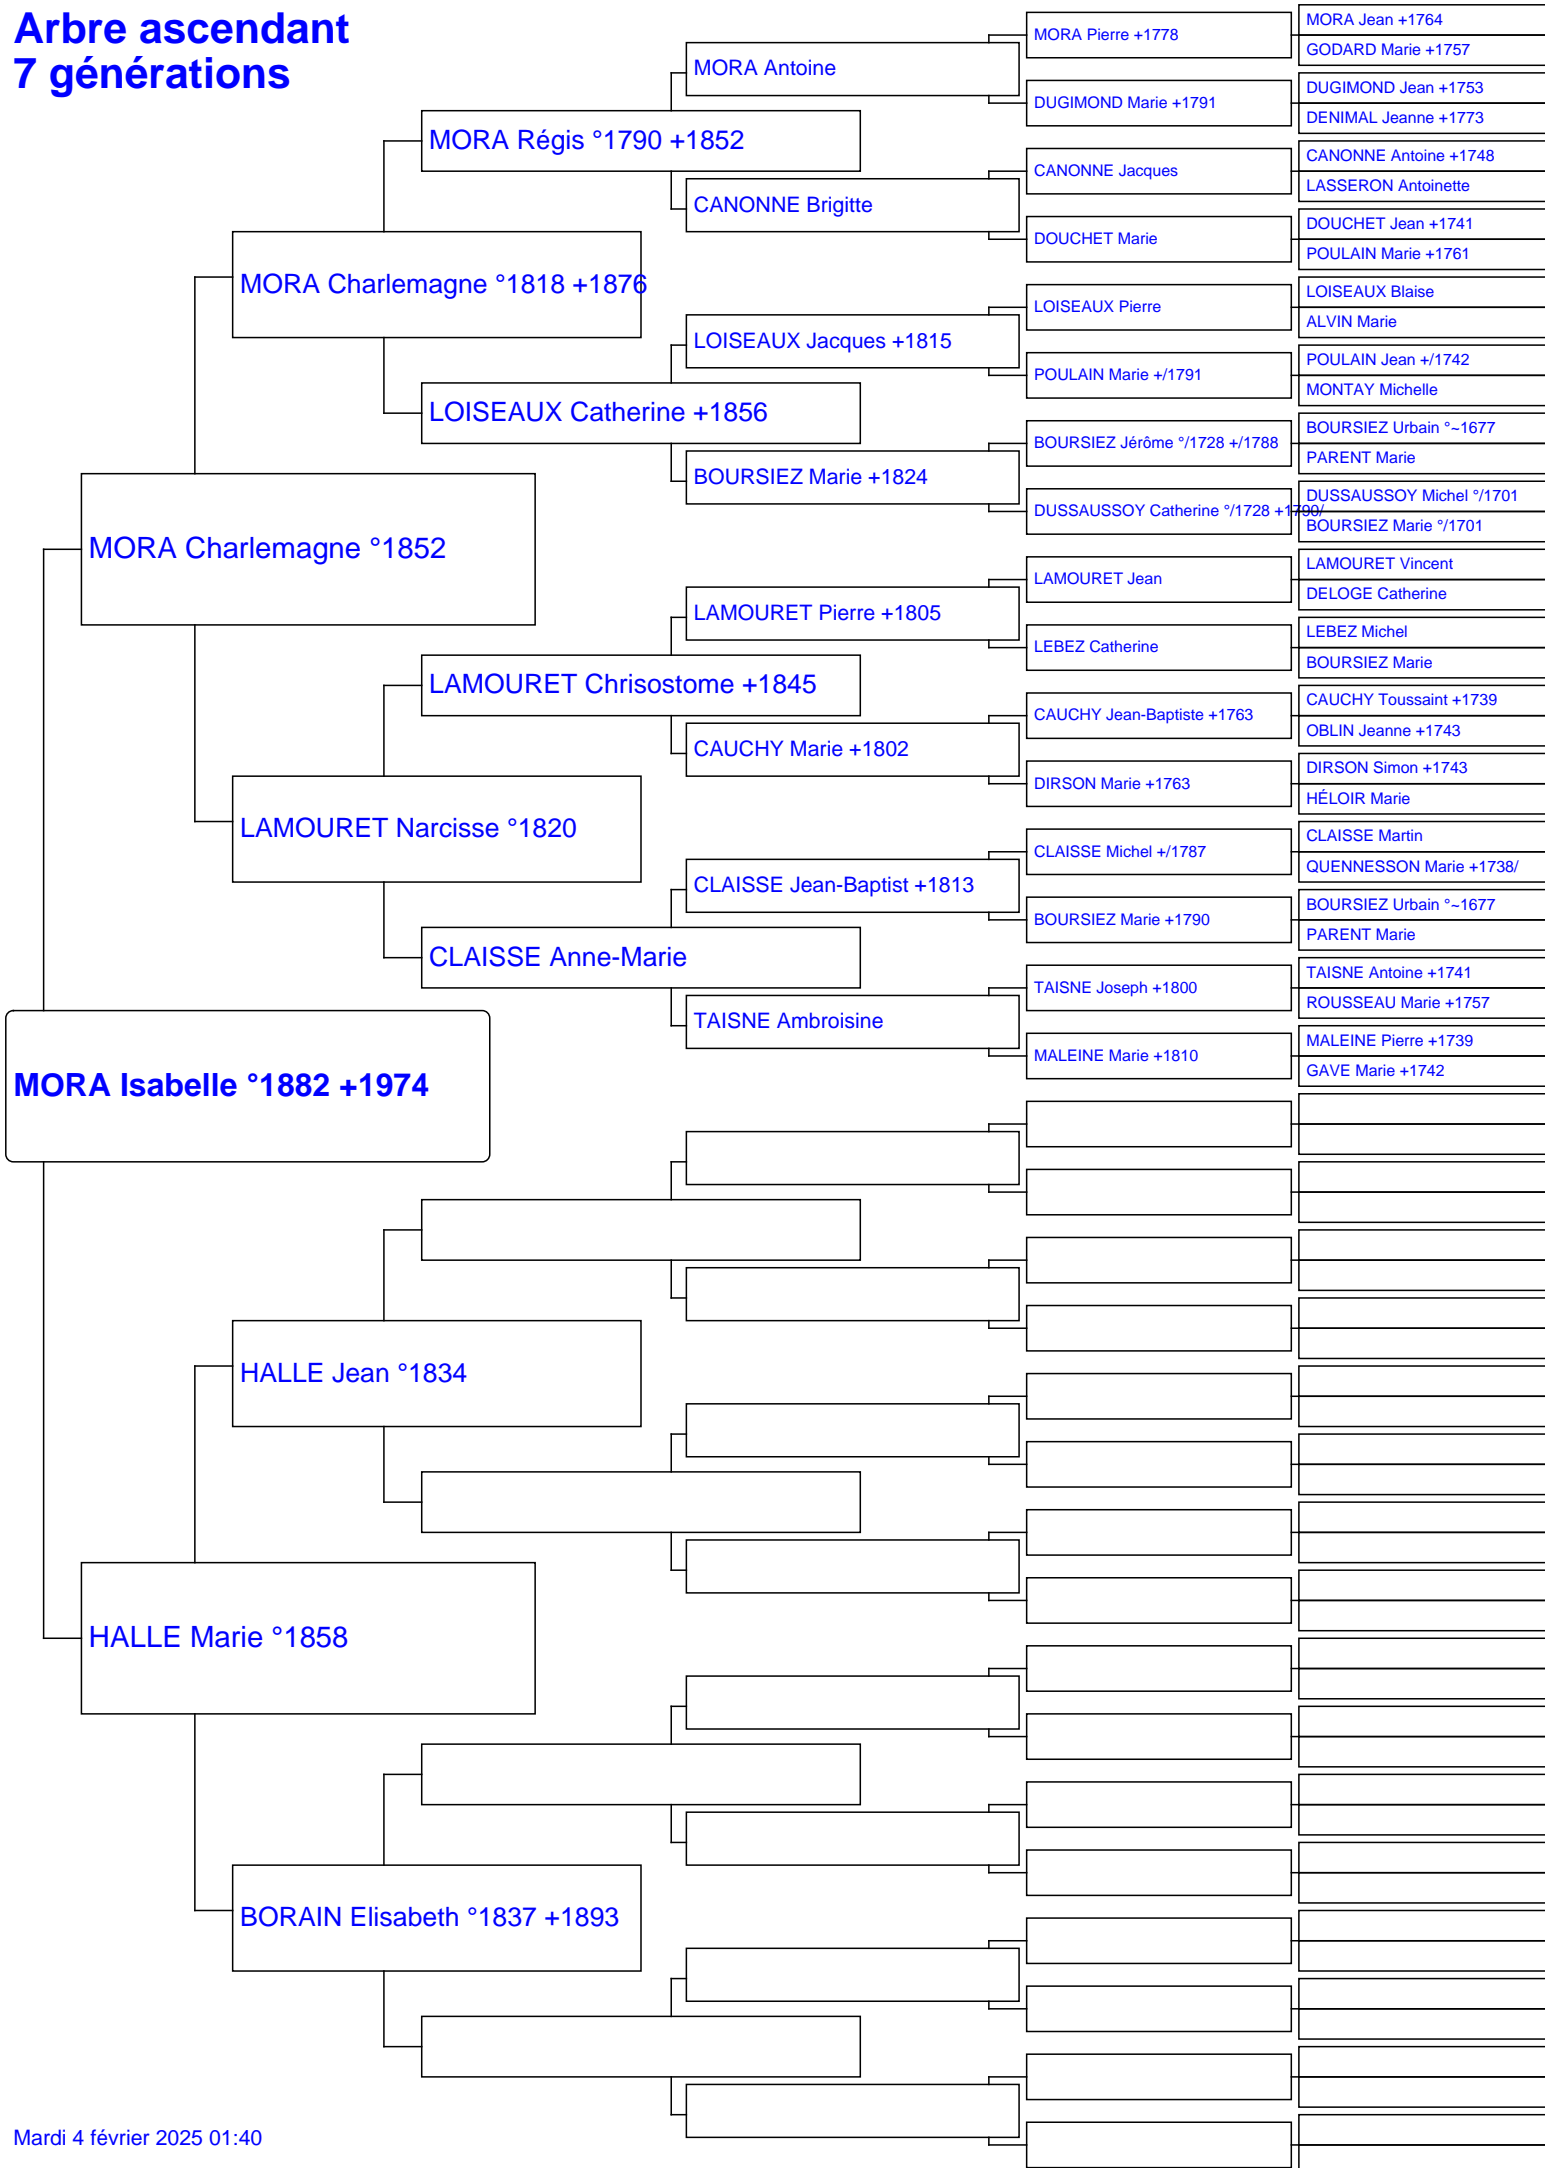 Arbre ascendant
7 générations
MORA Isabelle °1882 +1974
MORA Charlemagne °1852
HALLE Marie °1858
MORA Charlemagne °1818 +1876
LAMOURET Narcisse °1820
HALLE Jean °1834
BORAIN Elisabeth °1837 +1893
MORA Régis °1790 +1852
LOISEAUX Catherine +1856
LAMOURET Chrisostome +1845
CLAISSE Anne-Marie
MORA Antoine
CANONNE Brigitte
LOISEAUX Jacques +1815
BOURSIEZ Marie +1824
LAMOURET Pierre +1805
CAUCHY Marie +1802
CLAISSE Jean-Baptist +1813
TAISNE Ambroisine
MORA Pierre +1778
DUGIMOND Marie +1791
CANONNE Jacques
DOUCHET Marie
LOISEAUX Pierre
POULAIN Marie +/1791
BOURSIEZ Jérôme °/1728 +/1788
DUSSAUSSOY Catherine °/1728 +1790/
LAMOURET Jean
LEBEZ Catherine
CAUCHY Jean-Baptiste +1763
DIRSON Marie +1763
CLAISSE Michel +/1787
BOURSIEZ Marie +1790
TAISNE Joseph +1800
MALEINE Marie +1810
MORA Jean +1764
GODARD Marie +1757
DUGIMOND Jean +1753
DENIMAL Jeanne +1773
CANONNE Antoine +1748
LASSERON Antoinette
DOUCHET Jean +1741
POULAIN Marie +1761
LOISEAUX Blaise
ALVIN Marie
POULAIN Jean +/1742
MONTAY Michelle
BOURSIEZ Urbain °~1677
PARENT Marie
DUSSAUSSOY Michel °/1701
BOURSIEZ Marie °/1701
LAMOURET Vincent
DELOGE Catherine
LEBEZ Michel
BOURSIEZ Marie
CAUCHY Toussaint +1739
OBLIN Jeanne +1743
DIRSON Simon +1743
HÉLOIR Marie
CLAISSE Martin
QUENNESSON Marie +1738/
BOURSIEZ Urbain °~1677
PARENT Marie
TAISNE Antoine +1741
ROUSSEAU Marie +1757
MALEINE Pierre +1739
GAVE Marie +1742
Mardi 4 février 2025 01:40